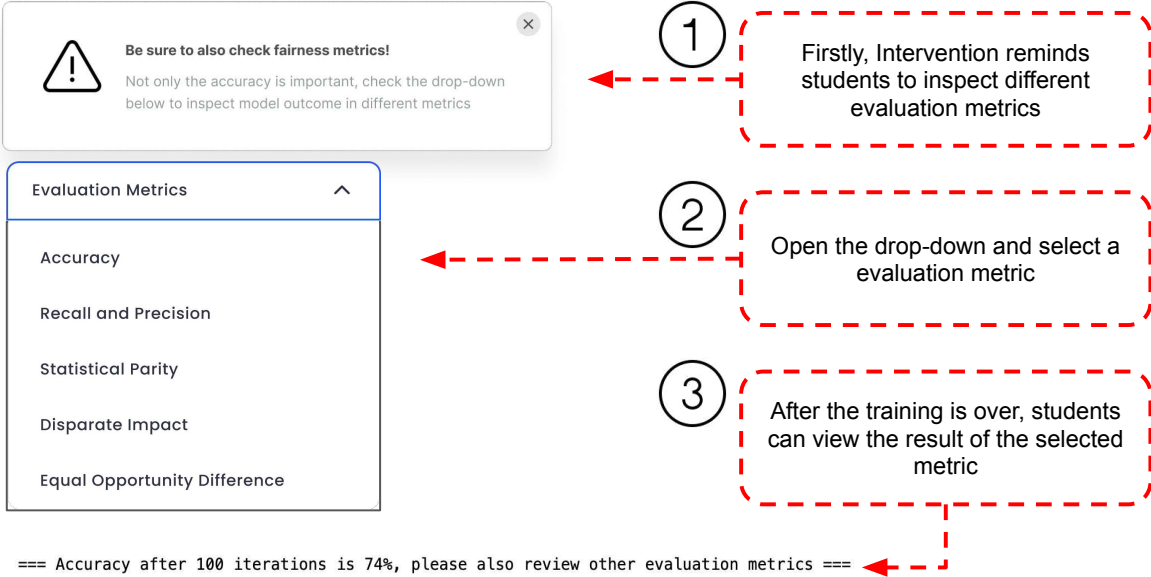 Be sure to also check fairness metrics!
Not only the accuracy is important, check the drop-down
below to inspect model outcome in different metrics
1
Firstly, Intervention reminds
students to inspect different
evaluation metrics
Evaluation Metrics
Accuracy
Recall and Precision
Statistical Parity
Disparate Impact
Equal Opportunity Difference
2
Open the drop-down and select a
evaluation metric
3
After the training is over, students
can view the result of the selected
metric
=== Accuracy after 100 iterations is 74%, please also review other evaluation metrics ===